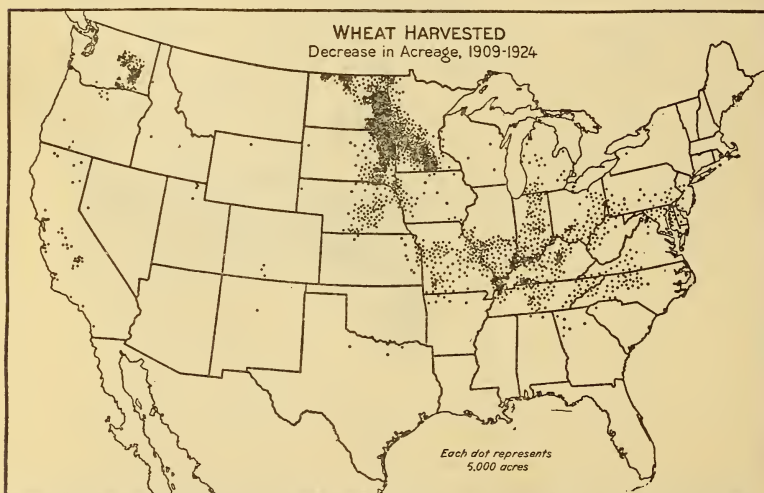 WHEAT HARVESTED
Decrease in Acreage, 1909-1924
Each dot represents
5,000 acres